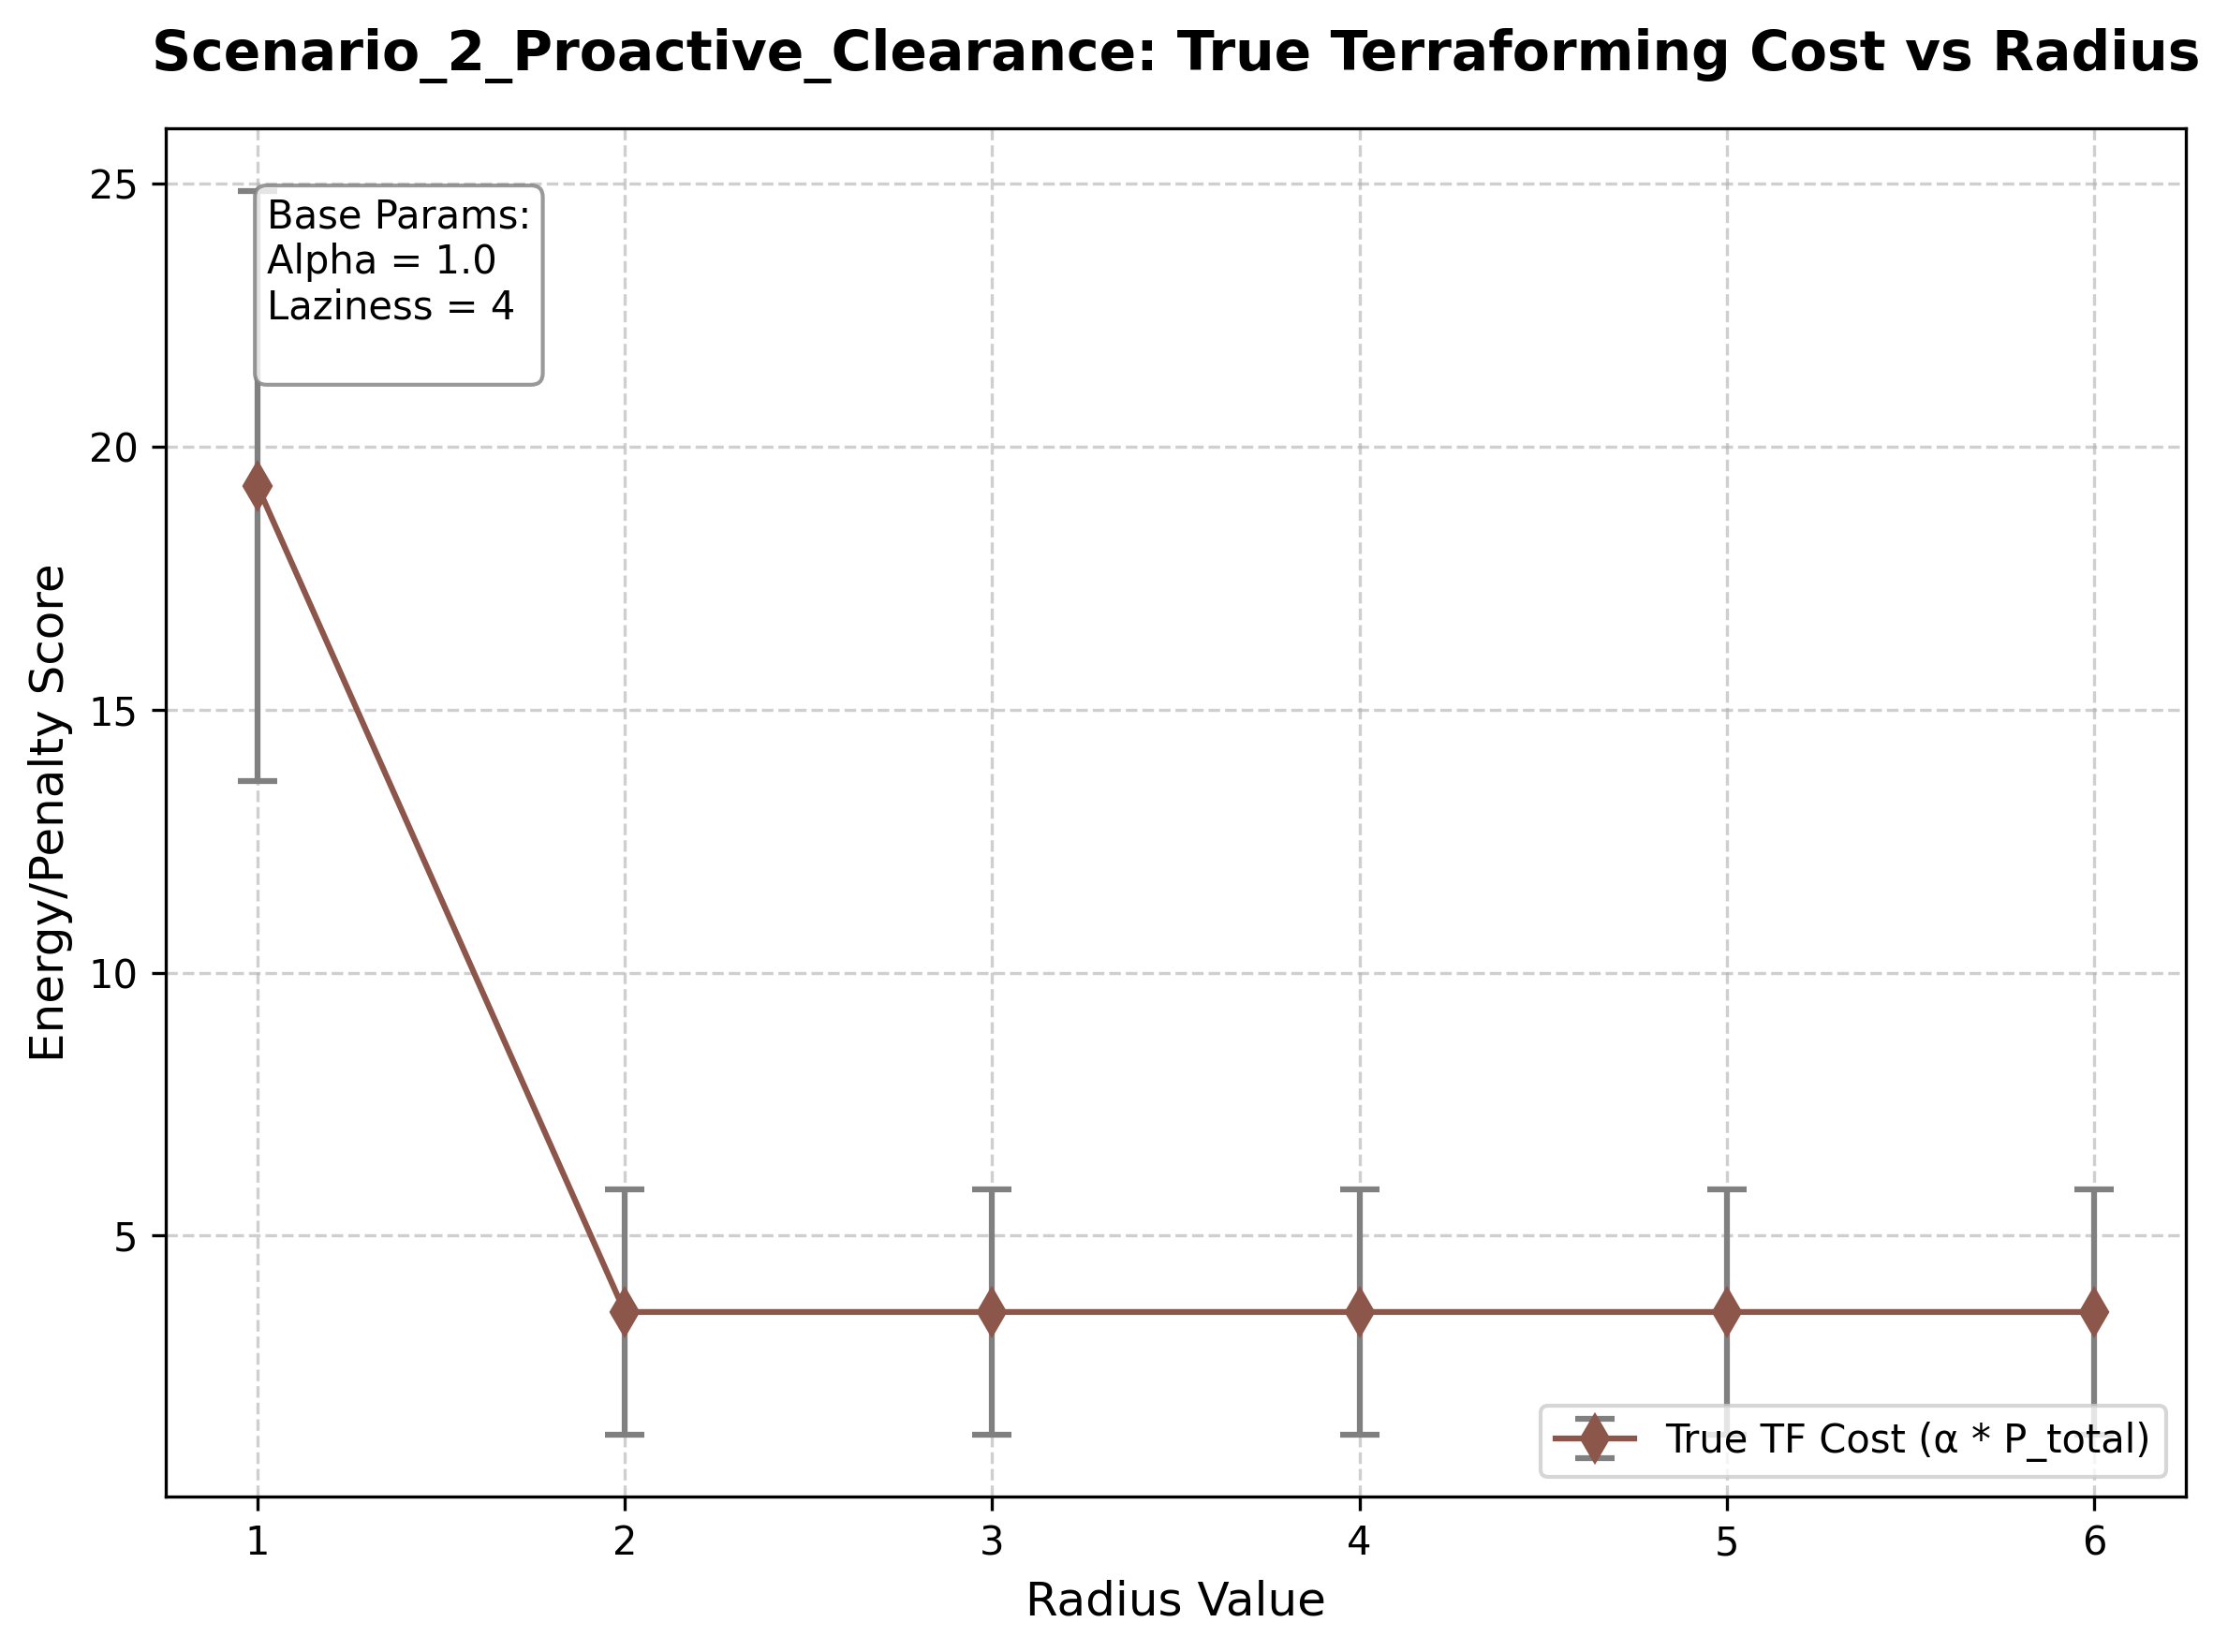 Scenario_2_Proactive_Clearance: True Terraforming Cost vs Radius
Energy/Penalty Score
25
20
15
10
5
Base Params:
Alpha = 1.0
Laziness = 4
True TF Cost (α * P_total)
1
2
3
4
5
6
Radius Value